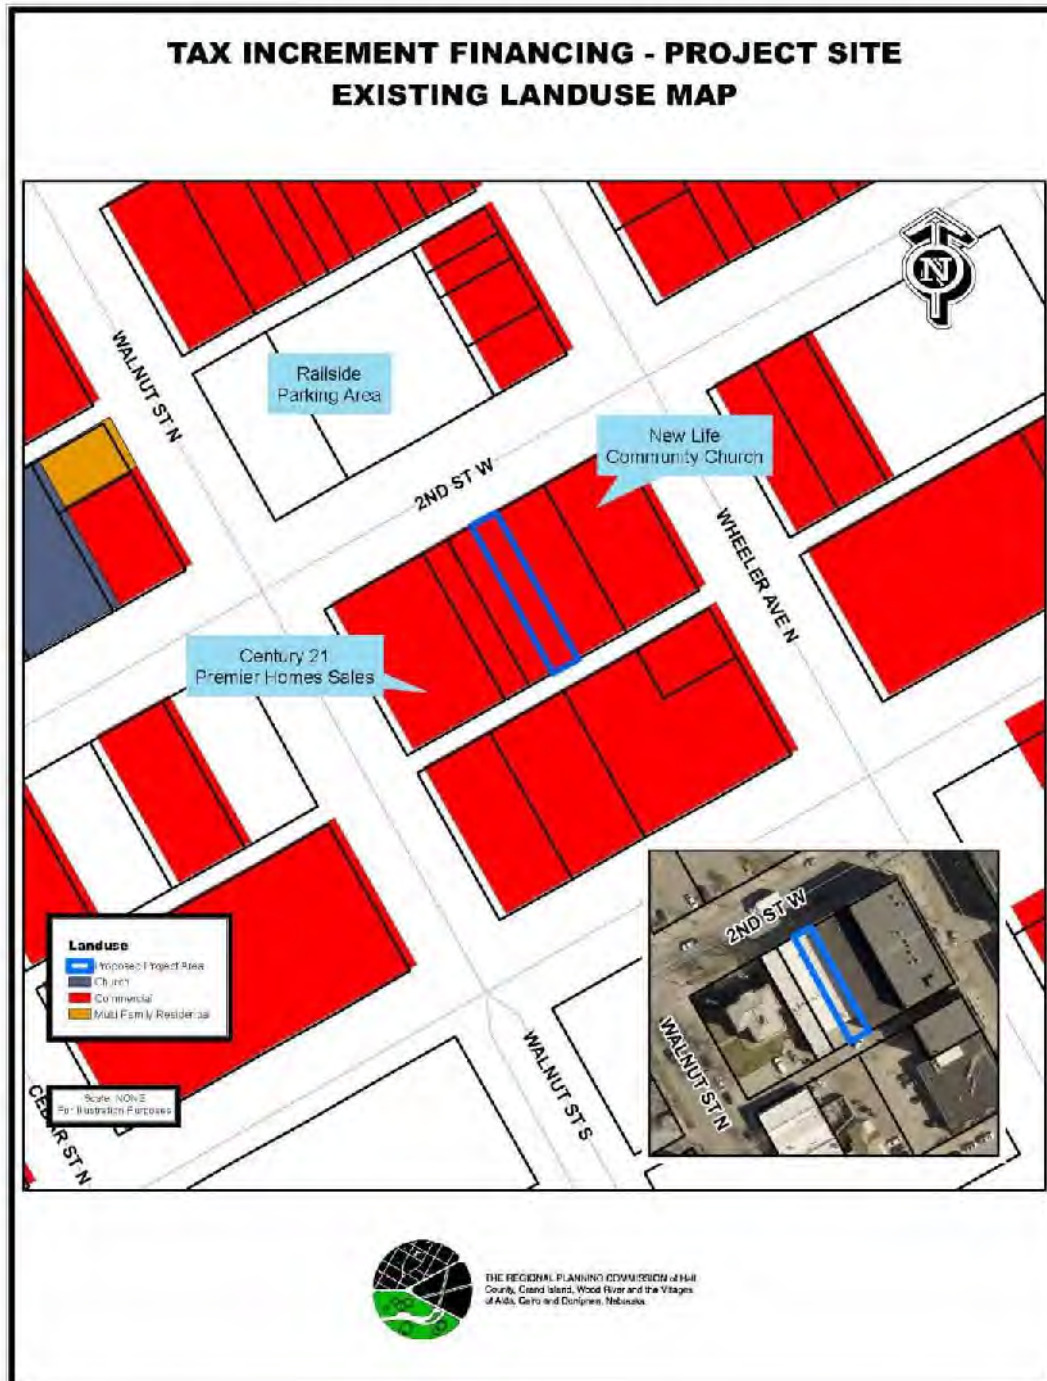 TAX INCREMENT FINANCING - PROJECT SITE
EXISTING LANDUSE MAP
N
WALNUT ST N
Railside
Parking Area
New Life
Community Church
2ND ST W
WHEELER AVE N
Century 21
Premier Homes Sales
Landuse
Proposed Project Area
Church
Commercial
Multi Family Residential
2ND ST W
WALNUT ST N
WALNUT ST S
Scale: NONE
For Illustration Purposes
CEDAR ST N
THE REGIONAL PLANNING COMMISSION of Hall
County, Grand Island, Wood River and the Villages
of Alda, Cairo and Doniphan, Nebraska